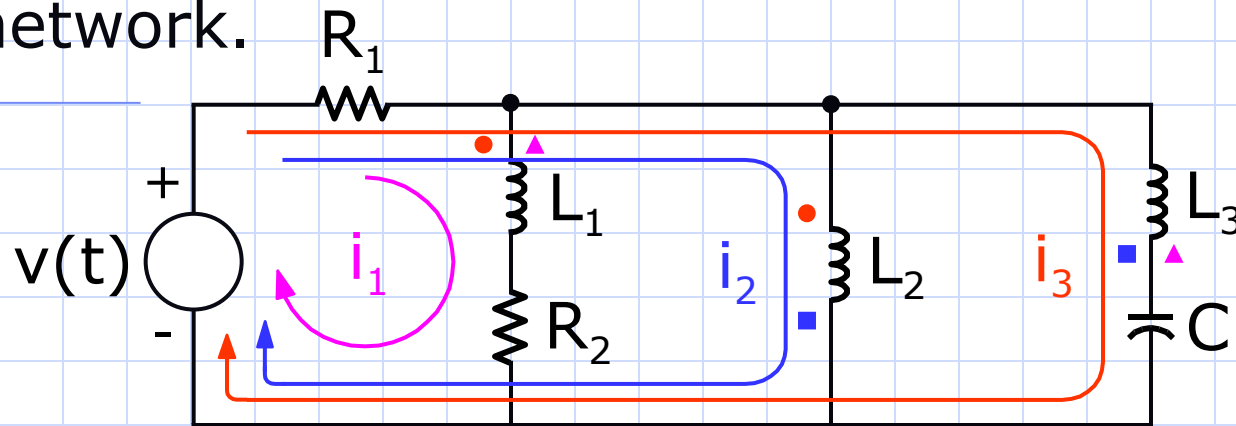 network.
R₁
+
L₁
L₃
v(t)
i₁
i₂
L₂
i₃
-
R₂
C